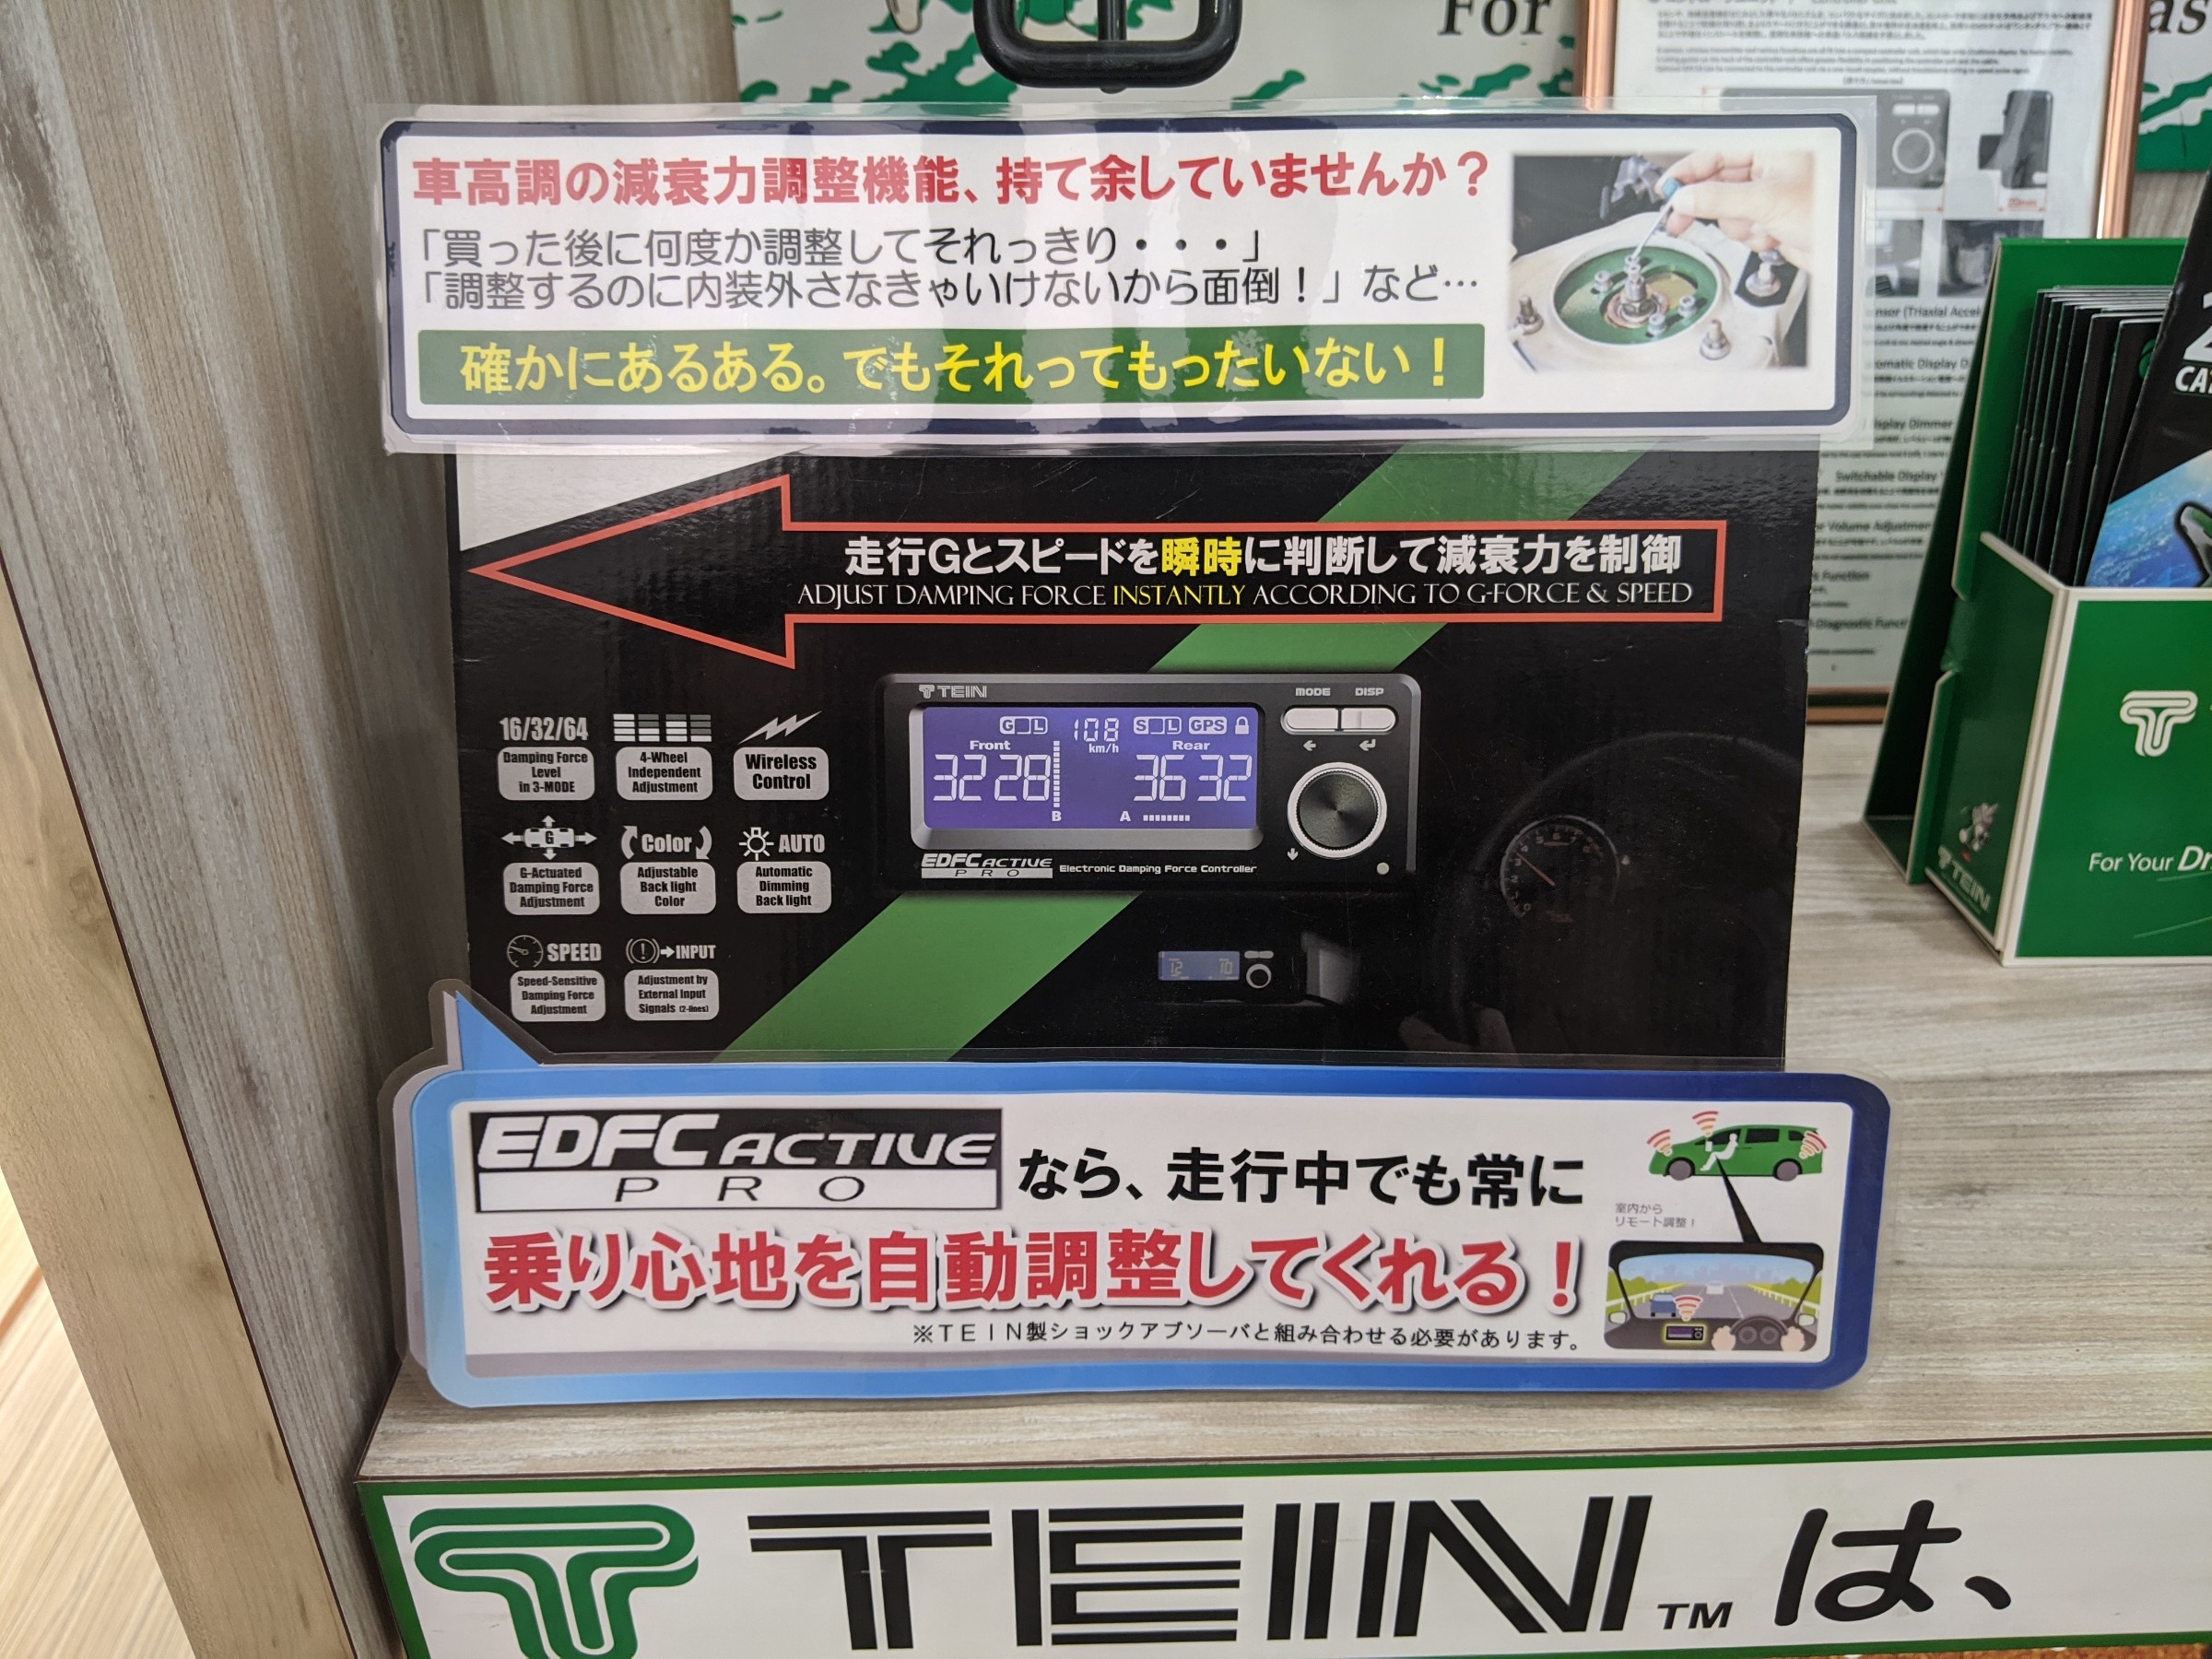 For
車高調の減衰力調整機能、持て余していませんか？
「買った後に何度か調整してそれっきり・・・」
「調整するのに内装外さなきゃいけないから面倒！」など…
確かにあるある。でもそれってもったいない！
走行Gとスピードを瞬時に判断して減衰力を制御
ADJUST DAMPING FORCE INSTANTLY ACCORDING TO G-FORCE & SPEED
TEIN
MODE DISP
G L 108 km/h S L GPS
Front Rear
32 28 36 32
B A
EDFC ACTIVE PRO Electronic Damping Force Controller
16/32/64
Damping Force
Level
in 3-MODE
4-Wheel
Independent
Adjustment
Wireless
Control
G
G-Actuated
Damping Force
Adjustment
Color
Adjustable
Back light
Color
AUTO
Automatic
Dimming
Back light
SPEED
Speed-Sensitive
Damping Force
Adjustment
INPUT
Adjustment by
External Input
Signals (2-lines)
12 10
EDFC ACTIVE PRO なら、走行中でも常に
乗り心地を自動調整してくれる！
※TEIN製ショックアブソーバと組み合わせる必要があります。
室内から
リモート調整！
TEIN TM は、
Switchable Display
For Your Dr
TEIN